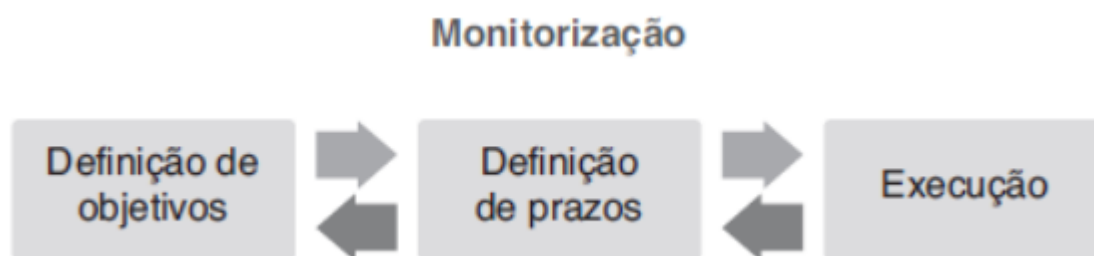 Monitorização
Definição de
objetivos
Definição
de prazos
Execução